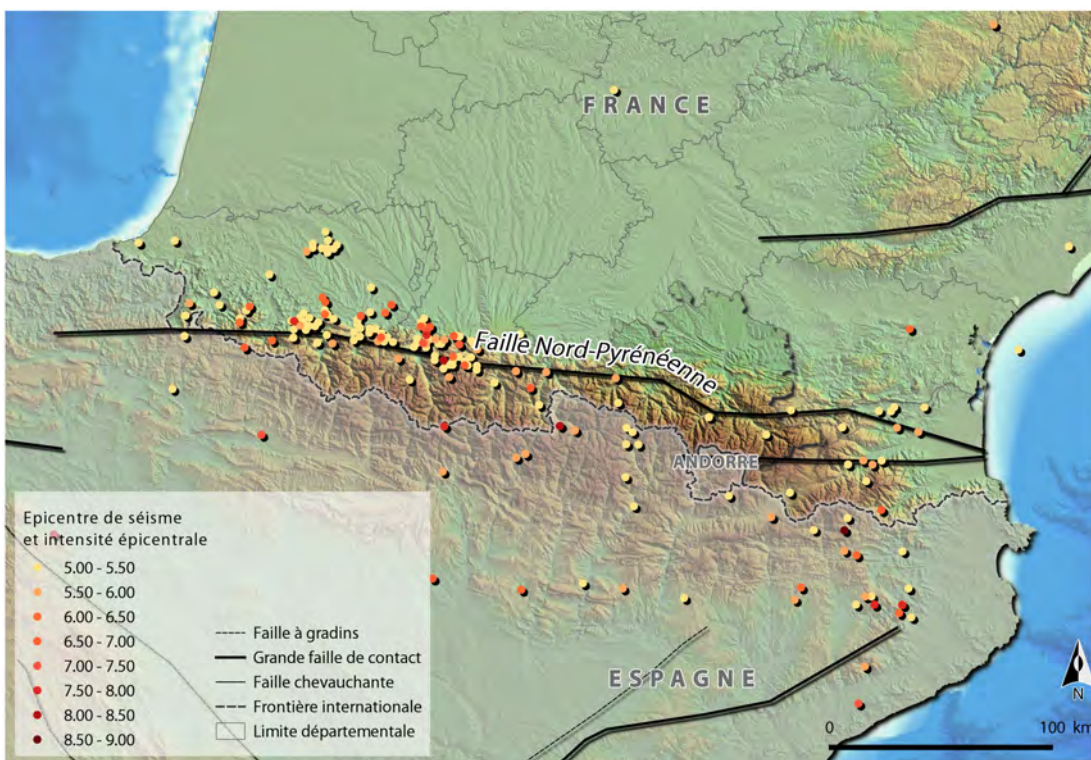 FRANCE
Faille Nord-Pyrénéenne
ANDORRE
ESPAGNE
Epicentre de séisme
et intensité épicentrale
5.00 - 5.50
5.50 - 6.00
6.00 - 6.50
6.50 - 7.00
7.00 - 7.50
7.50 - 8.00
8.00 - 8.50
8.50 - 9.00
Faille à gradins
Grande faille de contact
Faille chevauchante
Frontière internationale
Limite départementale
N
0 100 km